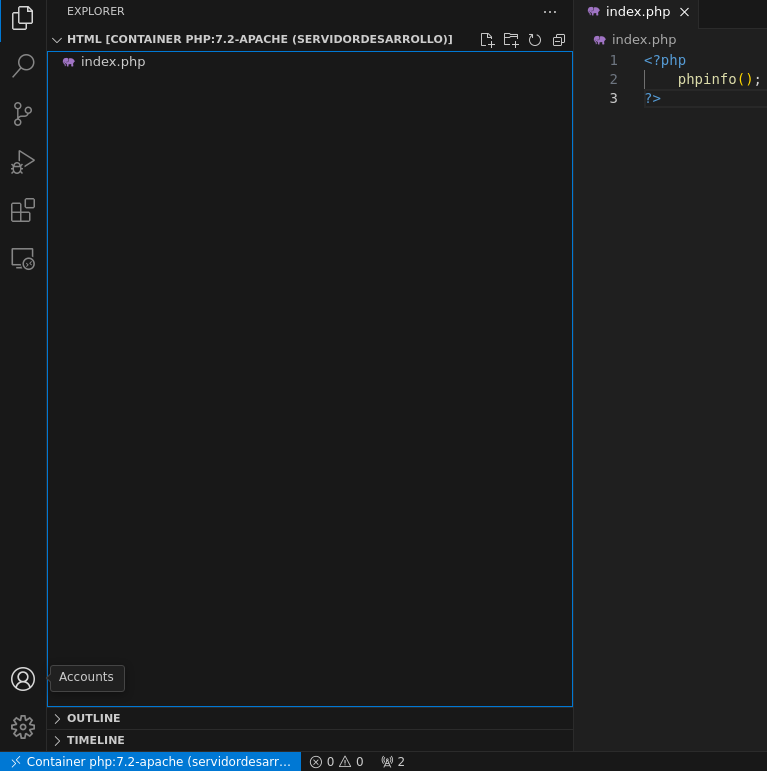 EXPLORER
HTML [CONTAINER PHP:7.2-APACHE (SERVIDORDESARROLLO)]
index.php
index.php
index.php
1 <?php
2 phpinfo();
3 ?>
Accounts
OUTLINE
TIMELINE
Container php:7.2-apache (servidordesarr… 0 0 2